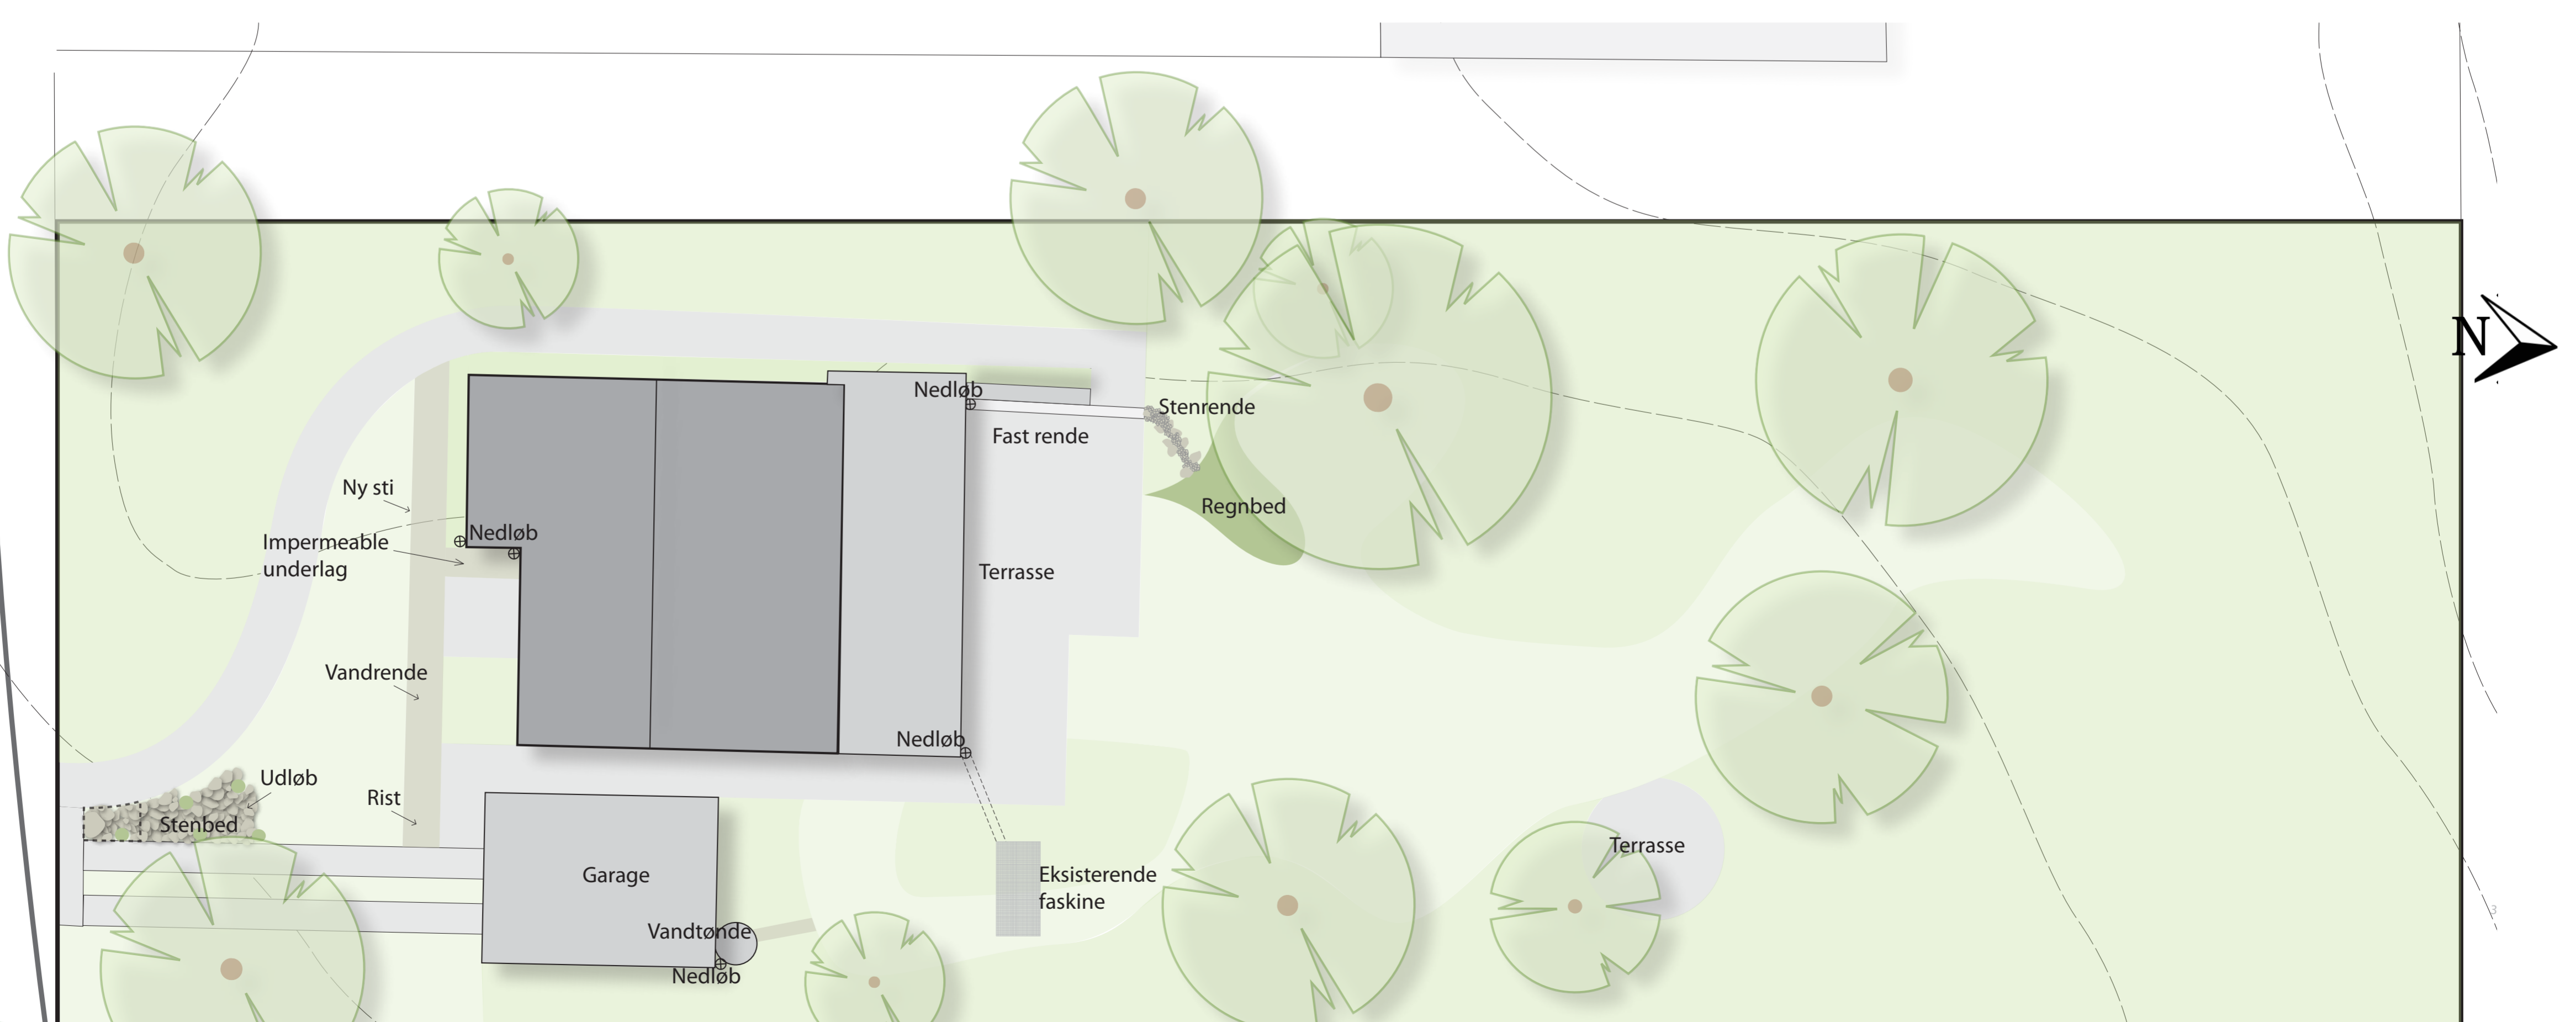 N
Nedløb
Stenrende
Fast rende
Ny sti
Regnbed
Nedløb
Impermeable
underlag
Terrasse
Vandrende
Nedløb
Udløb
Rist
Stenbed
Terrasse
Garage
Eksisterende
faskine
3
Vandtønde
Nedløb